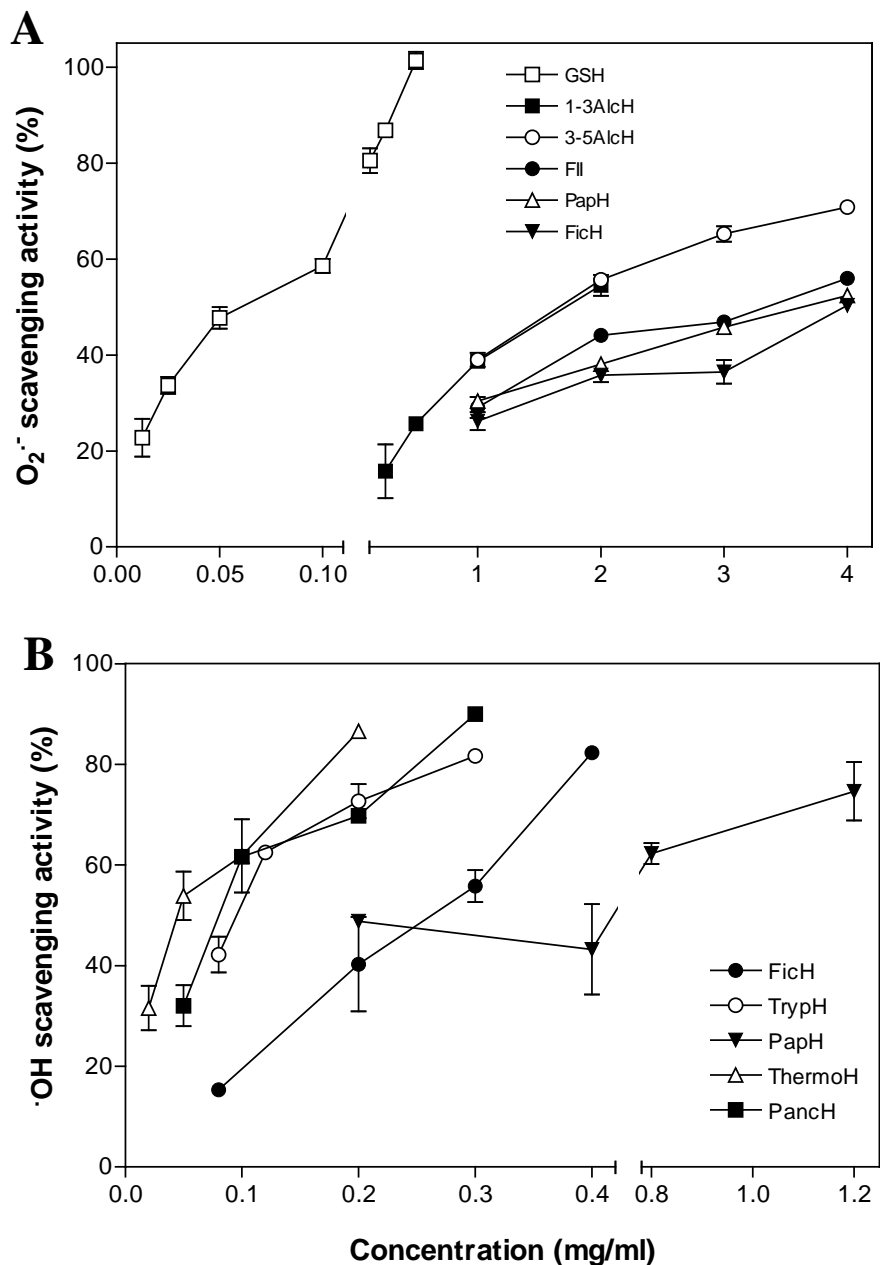 A
O2·- scavenging activity (%)
100
80
60
40
20
0
0.00 0.05 0.10 1 2 3 4
GSH
1-3AlcH
3-5AlcH
FII
PapH
FicH
B
·OH scavenging activity (%)
100
80
60
40
20
0
0.0 0.1 0.2 0.3 0.4 0.8 1.0 1.2
FicH
TrypH
PapH
ThermoH
PancH
Concentration (mg/ml)